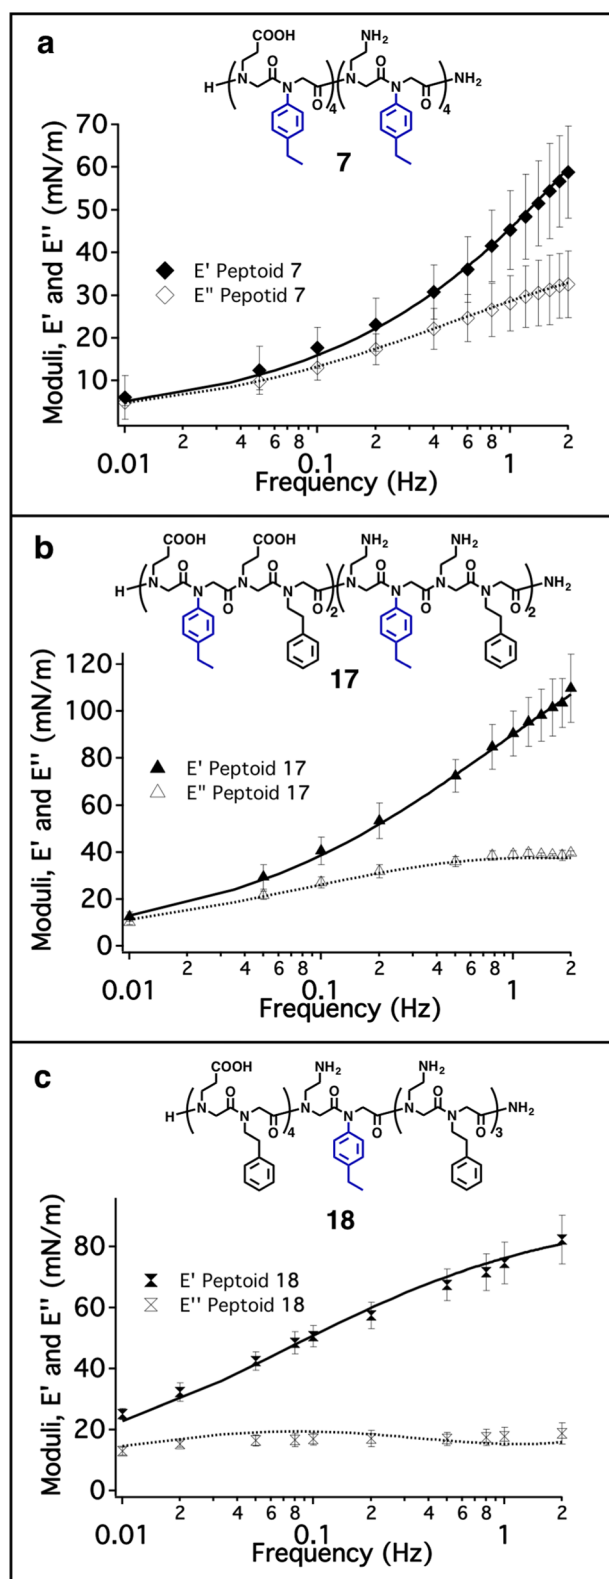 a
COOH
NH₂
H N O N O 4 N O N O 4 NH₂
7
Moduli, E' and E'' (mN/m)
70
60
50
40
30
20
10
E' Peptoid 7
E'' Pepotid 7
2 4 6 8 2 4 6 8 2
0.01 0.1 1
Frequency (Hz)
b
COOH COOH NH₂ NH₂
H N O N O N O N O 2 N O N O N O N O 2 NH₂
17
Moduli, E' and E'' (mN/m)
120
100
80
60
40
20
0
E' Peptoid 17
E'' Peptoid 17
2 4 6 8 2 4 6 8 2
0.01 0.1 1
Frequency (Hz)
c
COOH NH₂ NH₂
H N O N O 4 N O N O N O N O 3 NH₂
18
Moduli, E' and E'' (mN/m)
80
60
40
20
0
E' Peptoid 18
E'' Peptoid 18
2 4 6 8 2 4 6 8 2
0.01 0.1 1
Frequency (Hz)